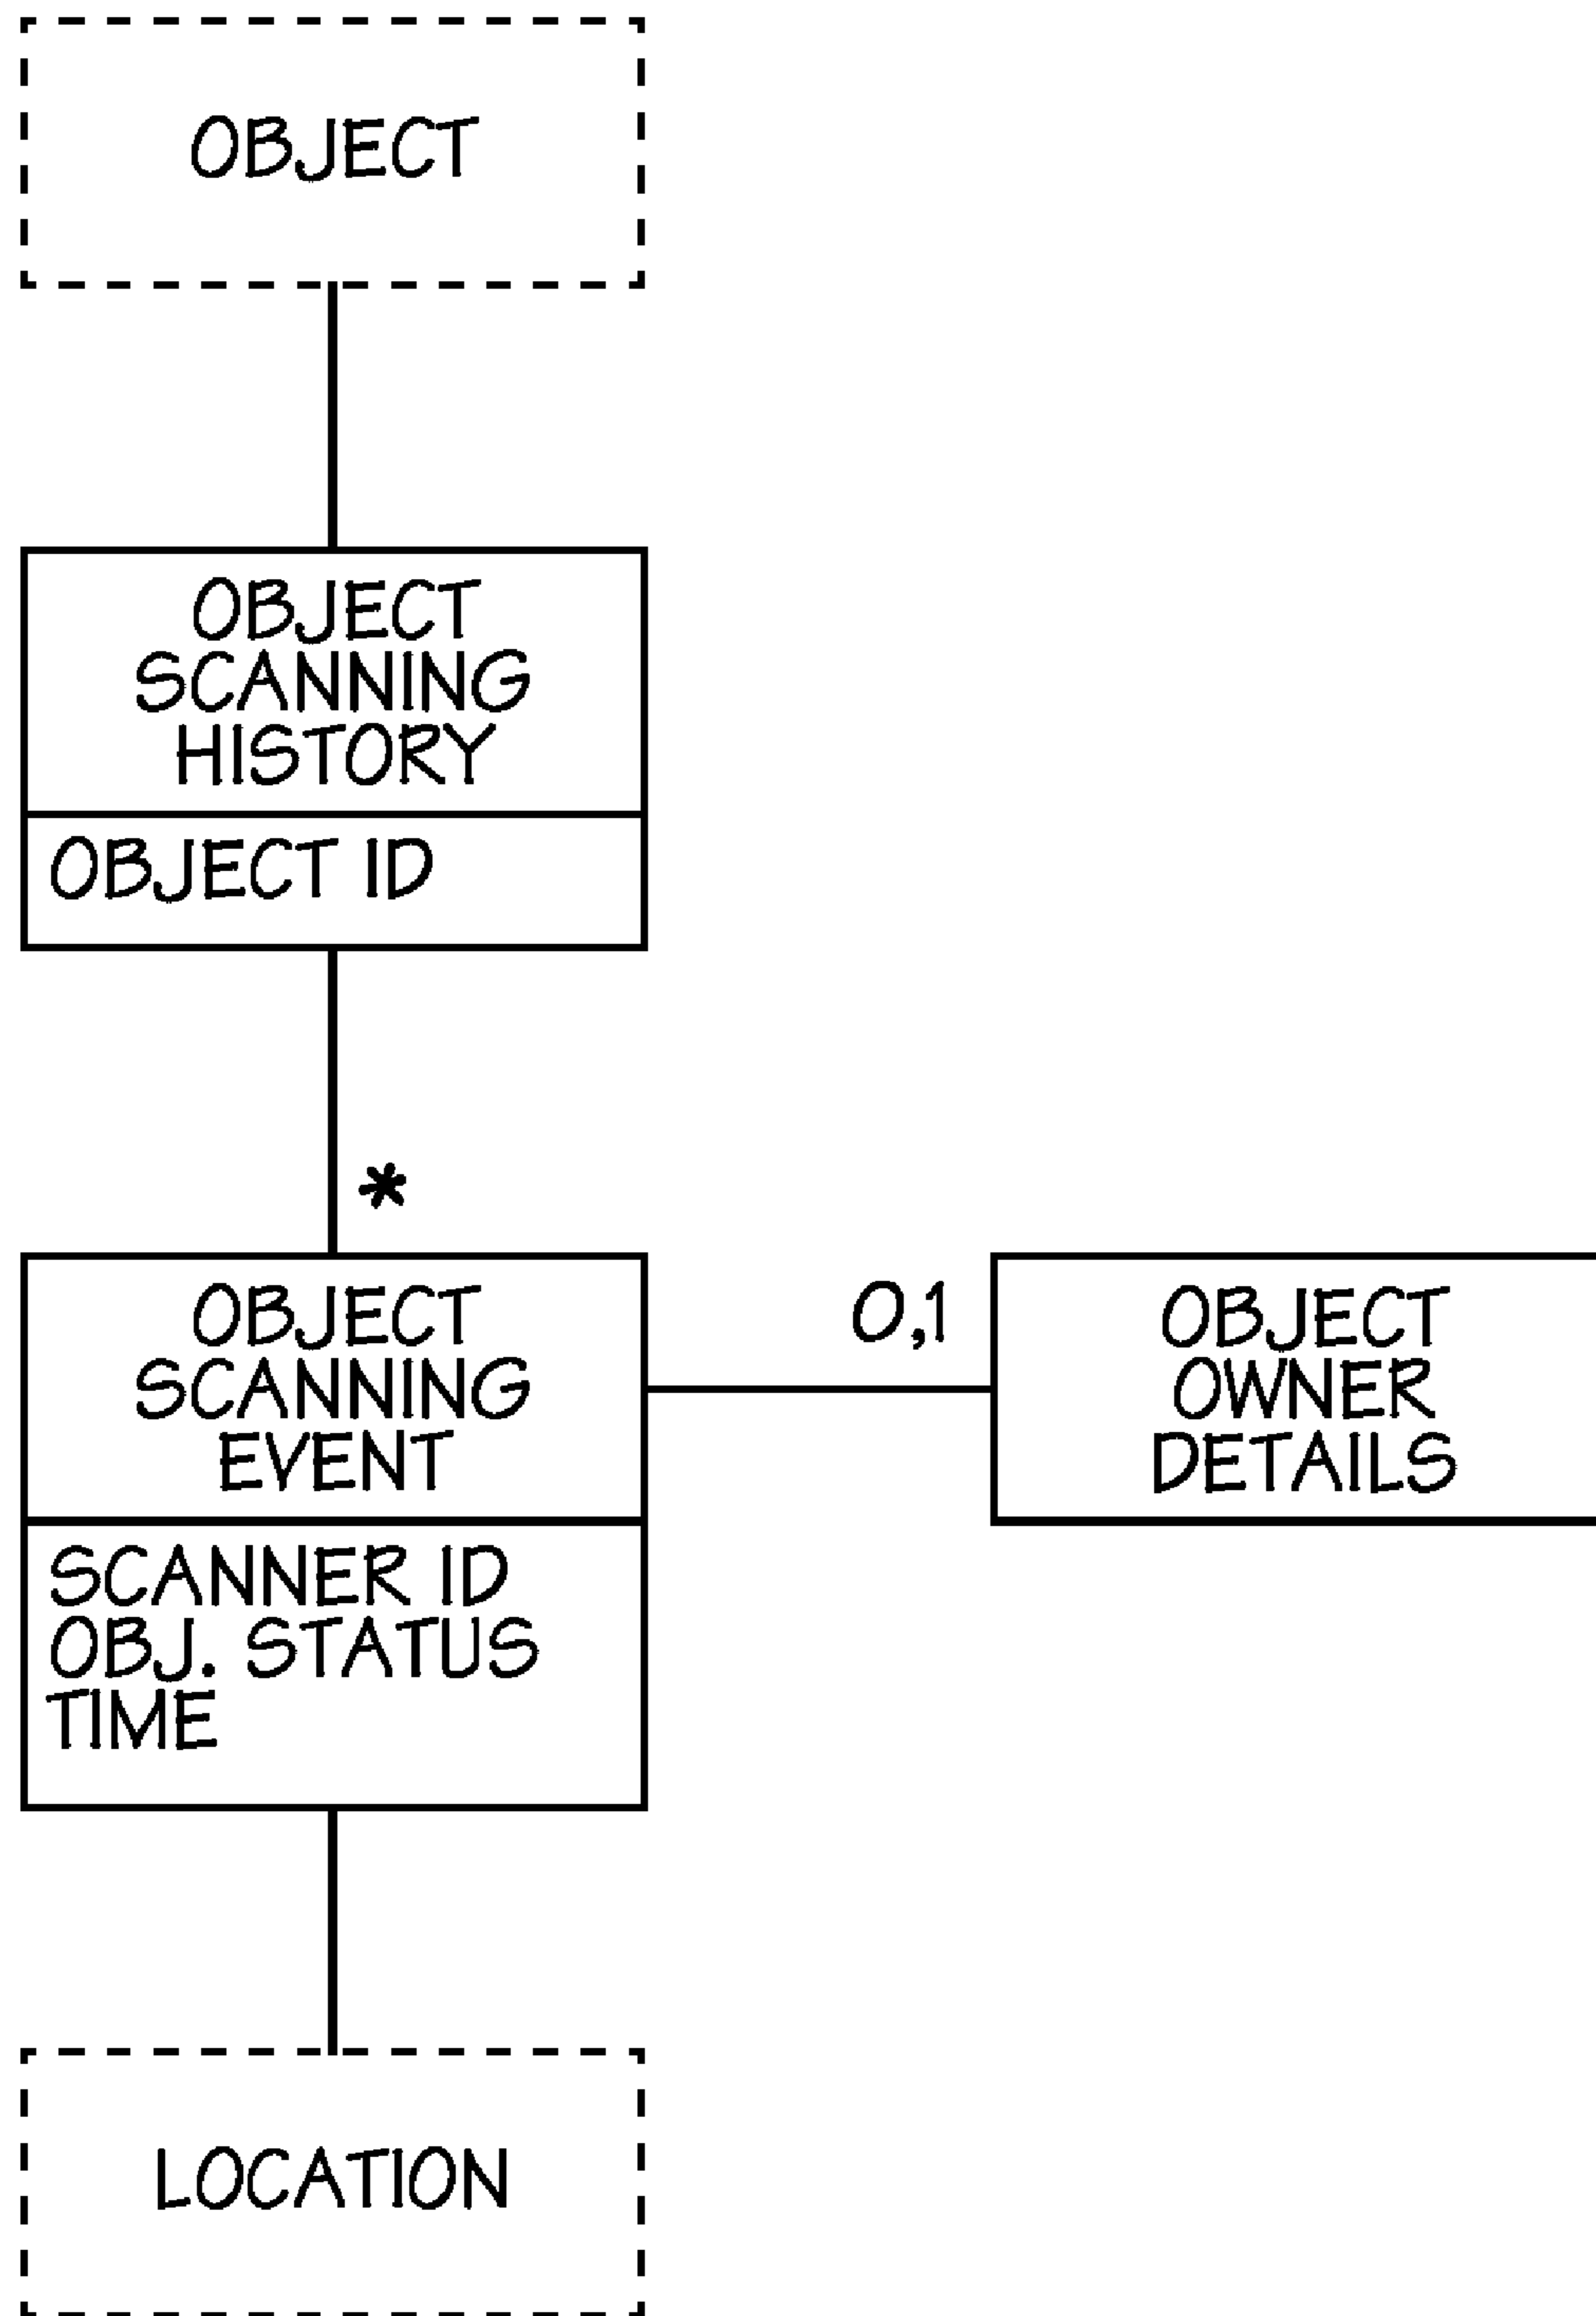 OBJECT
OBJECT
SCANNING
HISTORY
OBJECT ID
*
OBJECT
SCANNING
EVENT
0,1
OBJECT
OWNER
DETAILS
SCANNER ID
OBJ. STATUS
TIME
LOCATION